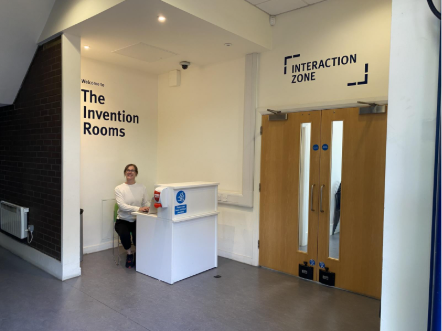 Welcome to
The
Invention
Rooms
INTERACTION
ZONE